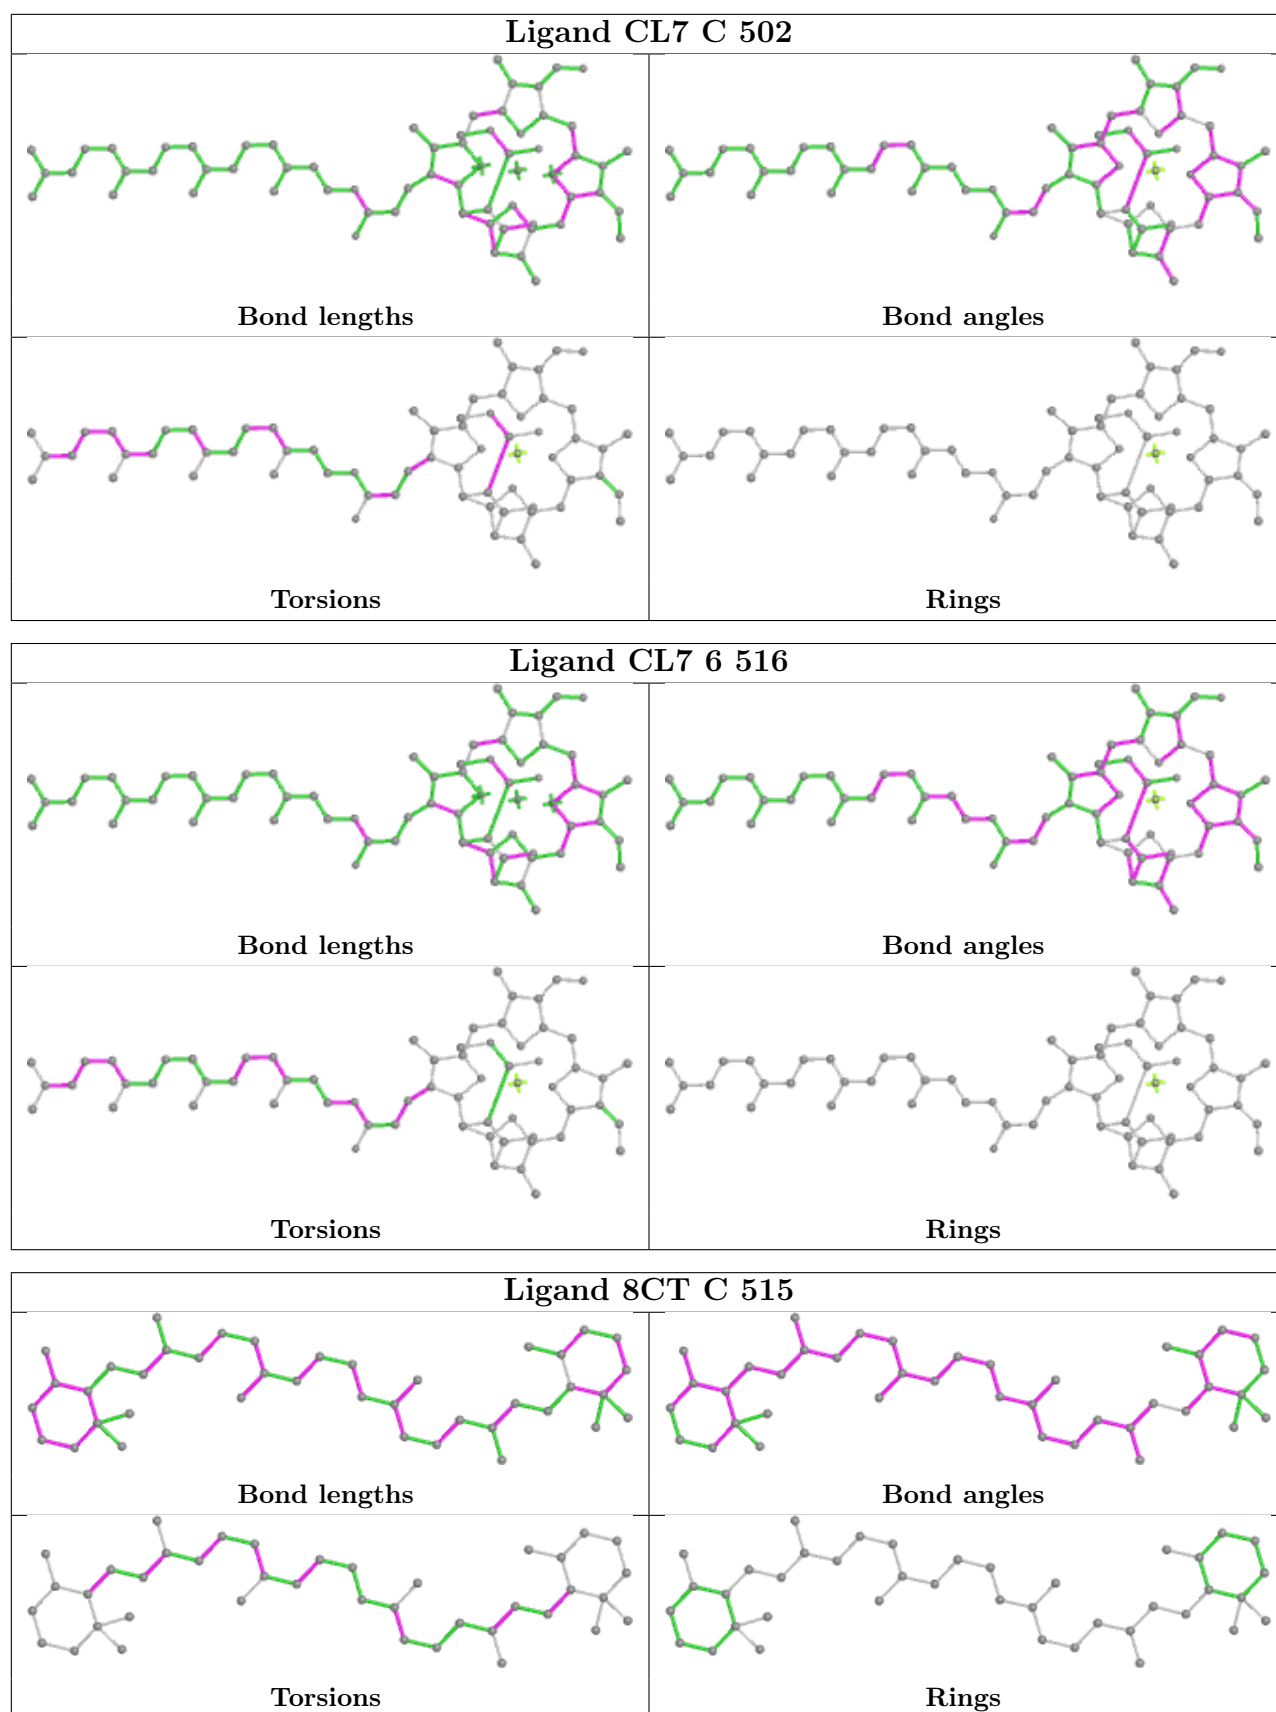 Ligand CL7 C 502
Bond lengths
Bond angles
Torsions
Rings
Ligand CL7 6 516
Bond lengths
Bond angles
Torsions
Rings
Ligand 8CT C 515
Bond lengths
Bond angles
Torsions
Rings